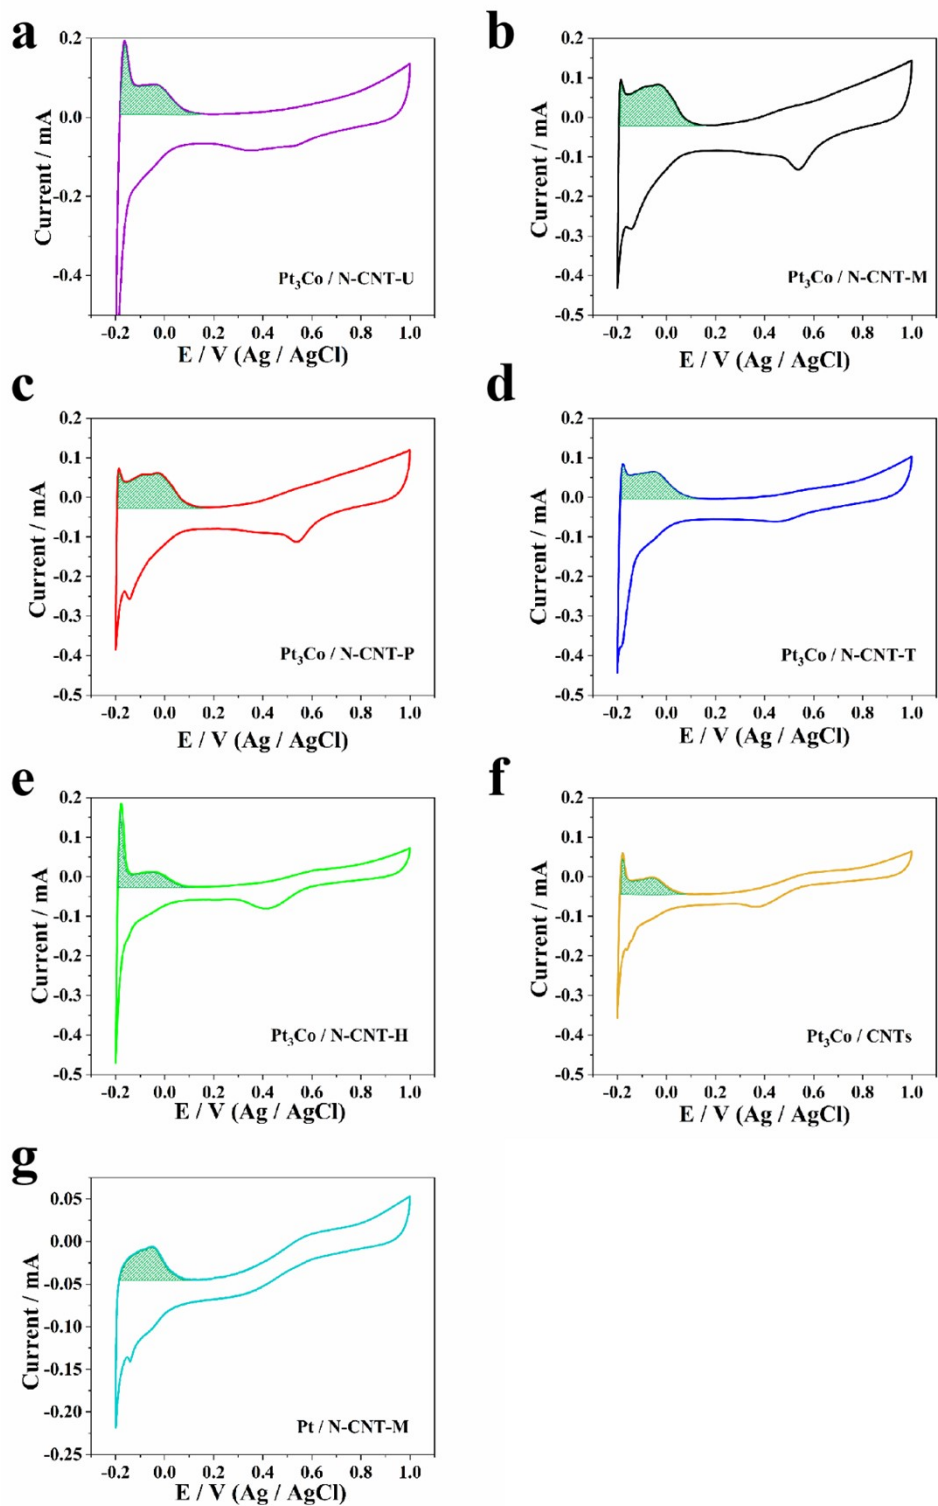 a
0.2
0.1
0.0
-0.2
-0.4
-0.2 0.0 0.2 0.4 0.6 0.8 1.0
Current / mA
E / V (Ag / AgCl)
Pt₃Co / N-CNT-U
b
0.2
0.1
0.0
-0.1
-0.2
-0.3
-0.4
-0.5
-0.2 0.0 0.2 0.4 0.6 0.8 1.0
Current / mA
E / V (Ag / AgCl)
Pt₃Co / N-CNT-M
c
0.2
0.1
0.0
-0.1
-0.2
-0.3
-0.4
-0.5
-0.2 0.0 0.2 0.4 0.6 0.8 1.0
Current / mA
E / V (Ag / AgCl)
Pt₃Co / N-CNT-P
d
0.2
0.1
0.0
-0.1
-0.2
-0.3
-0.4
-0.5
-0.2 0.0 0.2 0.4 0.6 0.8 1.0
Current / mA
E / V (Ag / AgCl)
Pt₃Co / N-CNT-T
e
0.2
0.1
0.0
-0.1
-0.2
-0.3
-0.4
-0.5
-0.2 0.0 0.2 0.4 0.6 0.8 1.0
Current / mA
E / V (Ag / AgCl)
Pt₃Co / N-CNT-H
f
0.2
0.1
0.0
-0.1
-0.2
-0.3
-0.4
-0.5
-0.2 0.0 0.2 0.4 0.6 0.8 1.0
Current / mA
E / V (Ag / AgCl)
Pt₃Co / CNTs
g
0.05
0.00
-0.05
-0.10
-0.15
-0.20
-0.25
-0.2 0.0 0.2 0.4 0.6 0.8 1.0
Current / mA
E / V (Ag / AgCl)
Pt / N-CNT-M